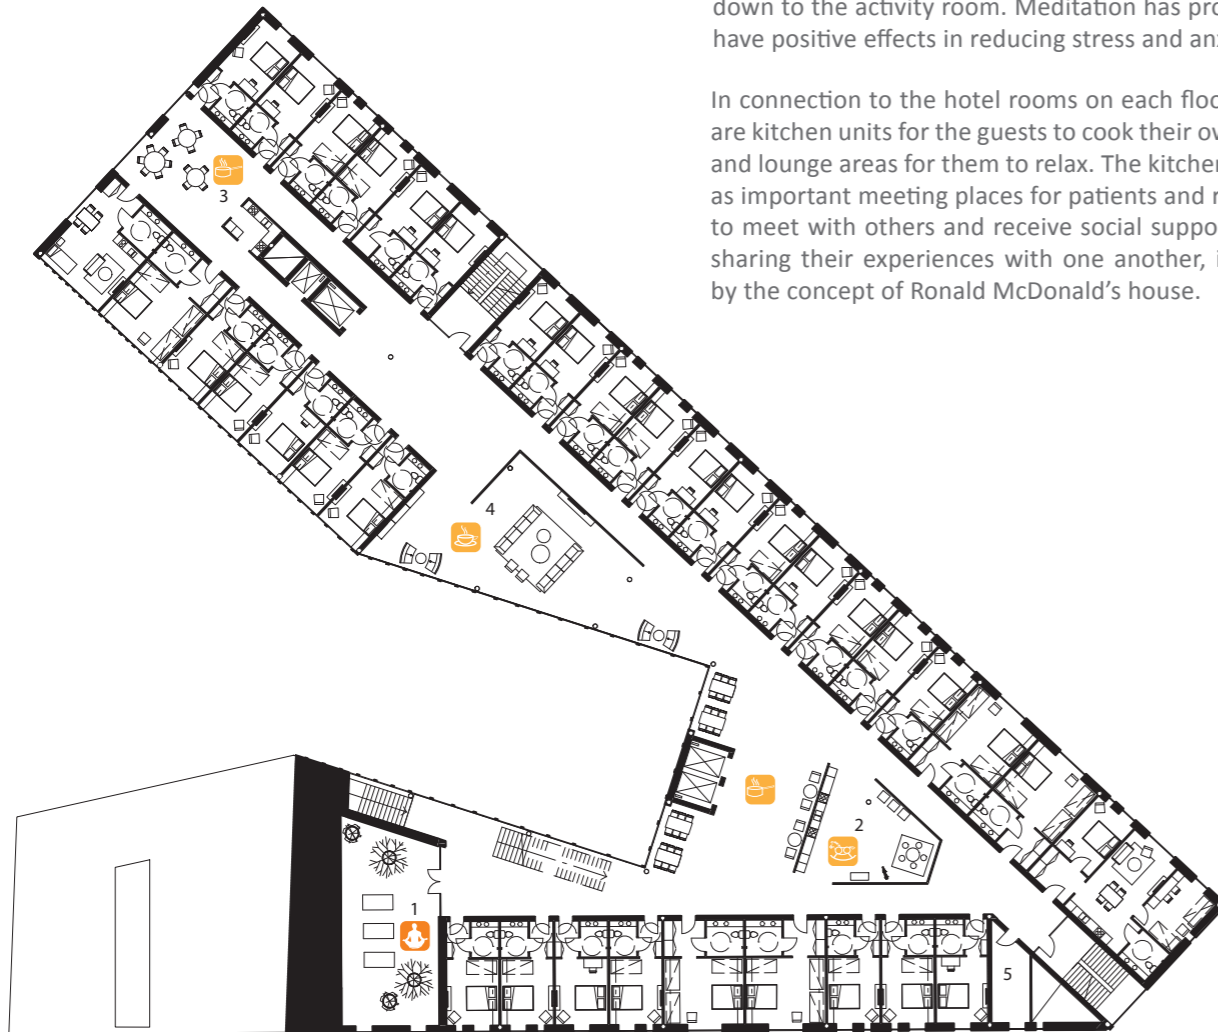 down to the activity room. Meditation has pro
have positive effects in reducing stress and an
In connection to the hotel rooms on each floo
are kitchen units for the guests to cook their ov
and lounge areas for them to relax. The kitchen
as important meeting places for patients and r
to meet with others and receive social suppo
sharing their experiences with one another, i
by the concept of Ronald McDonald’s house.
3
4
2
1
5